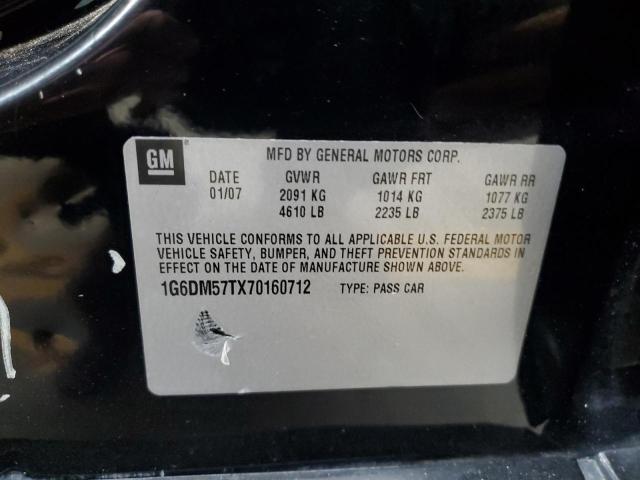 GM MFD BY GENERAL MOTORS CORP.
DATE GVWR GAWR FRT GAWR RR
01/07 2091 KG 1014 KG 1077 KG
4610 LB 2235 LB 2375 LB
THIS VEHICLE CONFORMS TO ALL APPLICABLE U.S. FEDERAL MOTOR
VEHICLE SAFETY, BUMPER, AND THEFT PREVENTION STANDARDS IN
EFFECT ON THE DATE OF MANUFACTURE SHOWN ABOVE.
1G6DM57TX70160712 TYPE: PASS CAR